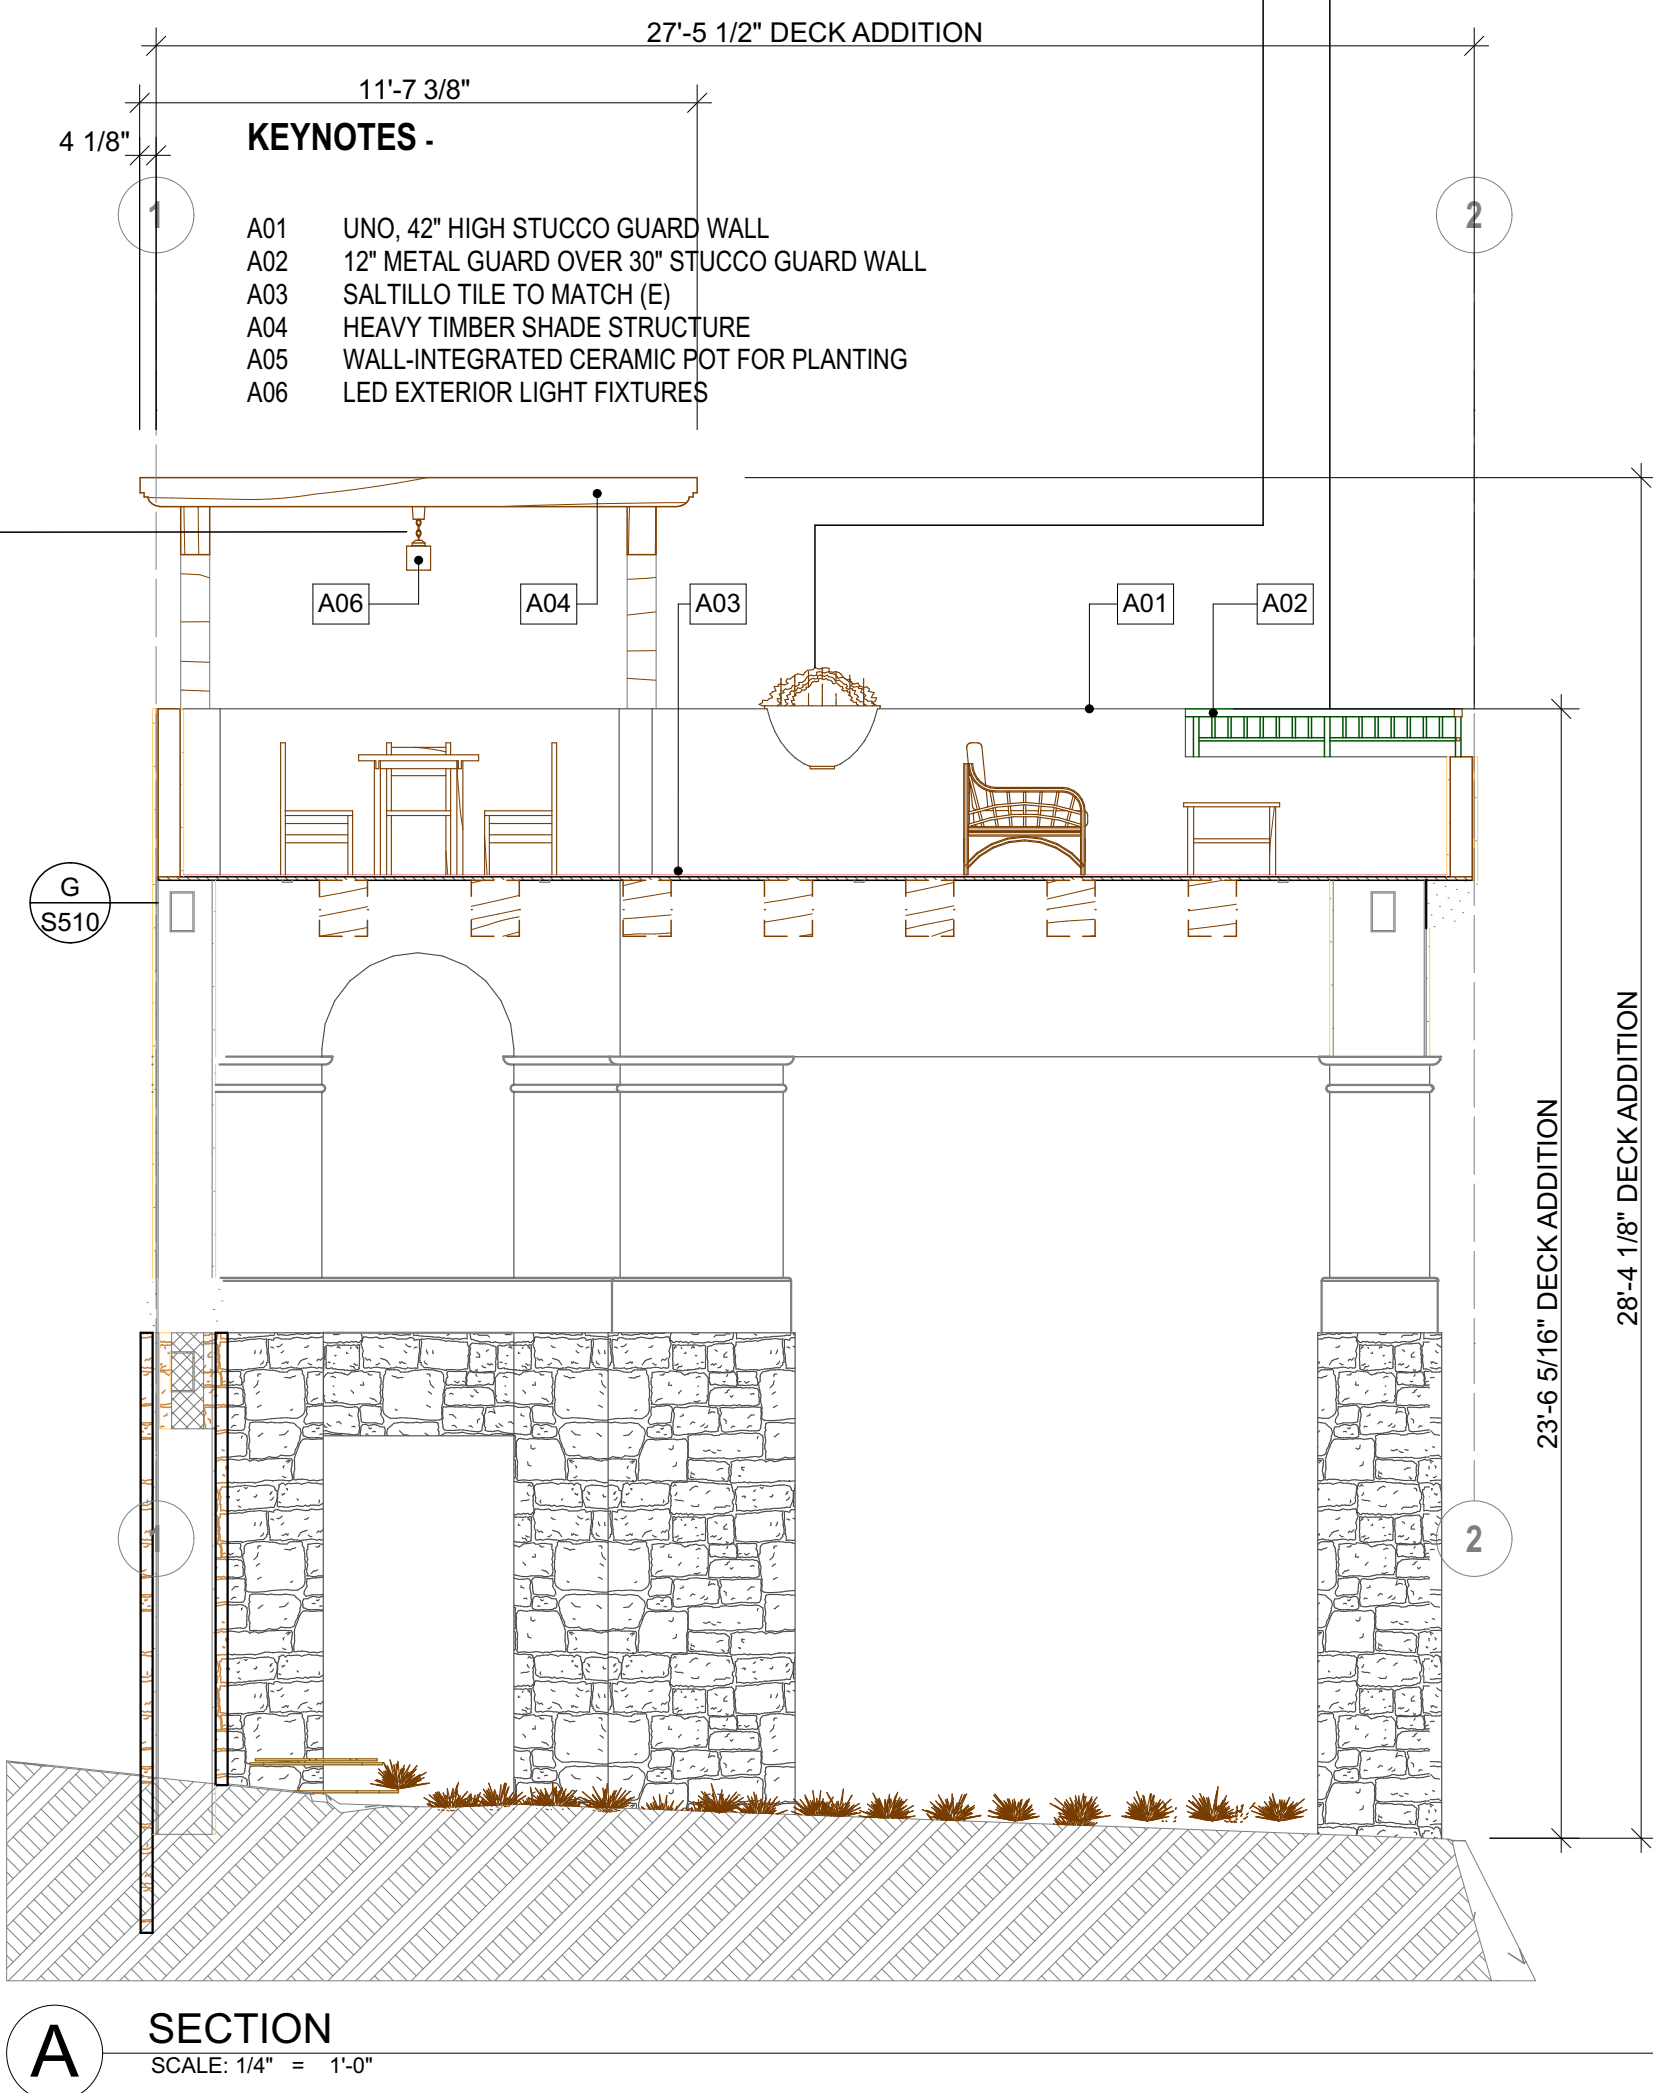 27'-5 1/2" DECK ADDITION
11'-7 3/8"
4 1/8"
KEYNOTES -
1
2
A01 UNO, 42" HIGH STUCCO GUARD WALL
A02 12" METAL GUARD OVER 30" STUCCO GUARD WALL
A03 SALTILLO TILE TO MATCH (E)
A04 HEAVY TIMBER SHADE STRUCTURE
A05 WALL-INTEGRATED CERAMIC POT FOR PLANTING
A06 LED EXTERIOR LIGHT FIXTURES
A06
A04
A03
A01
A02
G
S510
23'-6 5/16" DECK ADDITION
28'-4 1/8" DECK ADDITION
1
2
A
SECTION
SCALE: 1/4" = 1'-0"